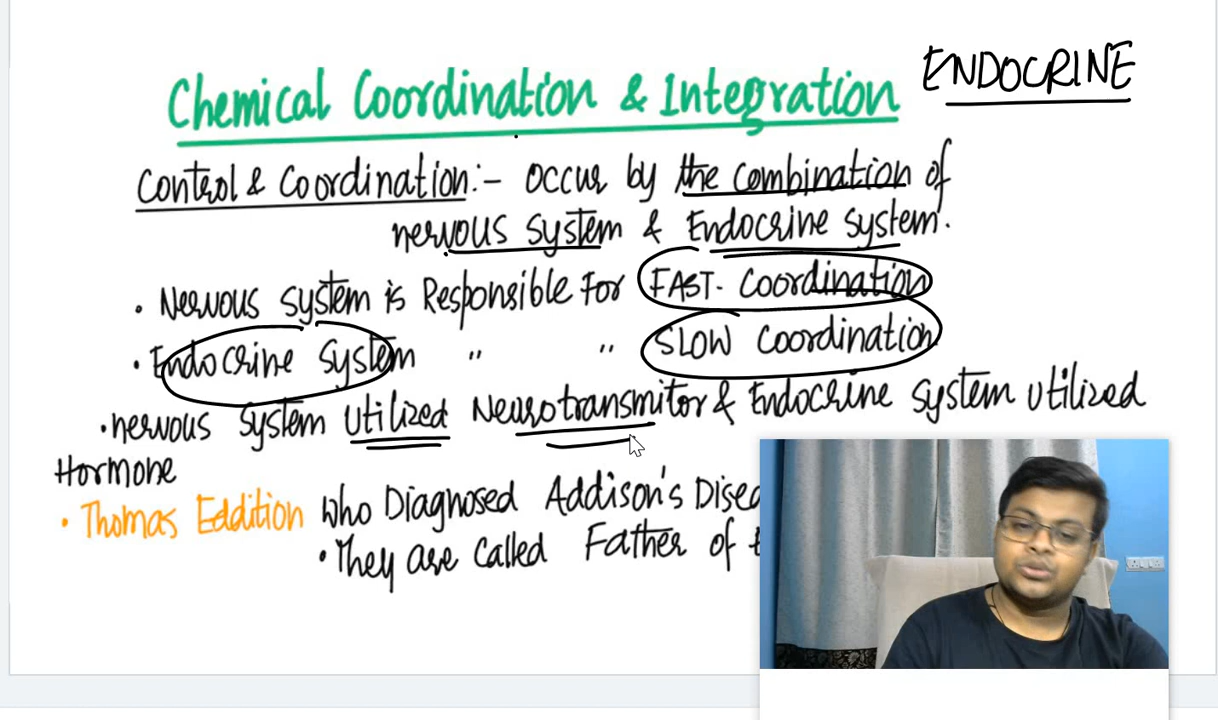 ENDOCRINE
Chemical Coordination & Integration
Control & Coordination:- Occur by the combination of
nervous system & Endocrine system.
• Nervous system is Responsible For FAST- Coordination
• Endocrine System " " SLOW Coordination
• nervous System utilized Neurotransmitor & Endocrine System utilized
Hormone
• Thomas Eddition who Diagnosed Addison's
• They are called Father of